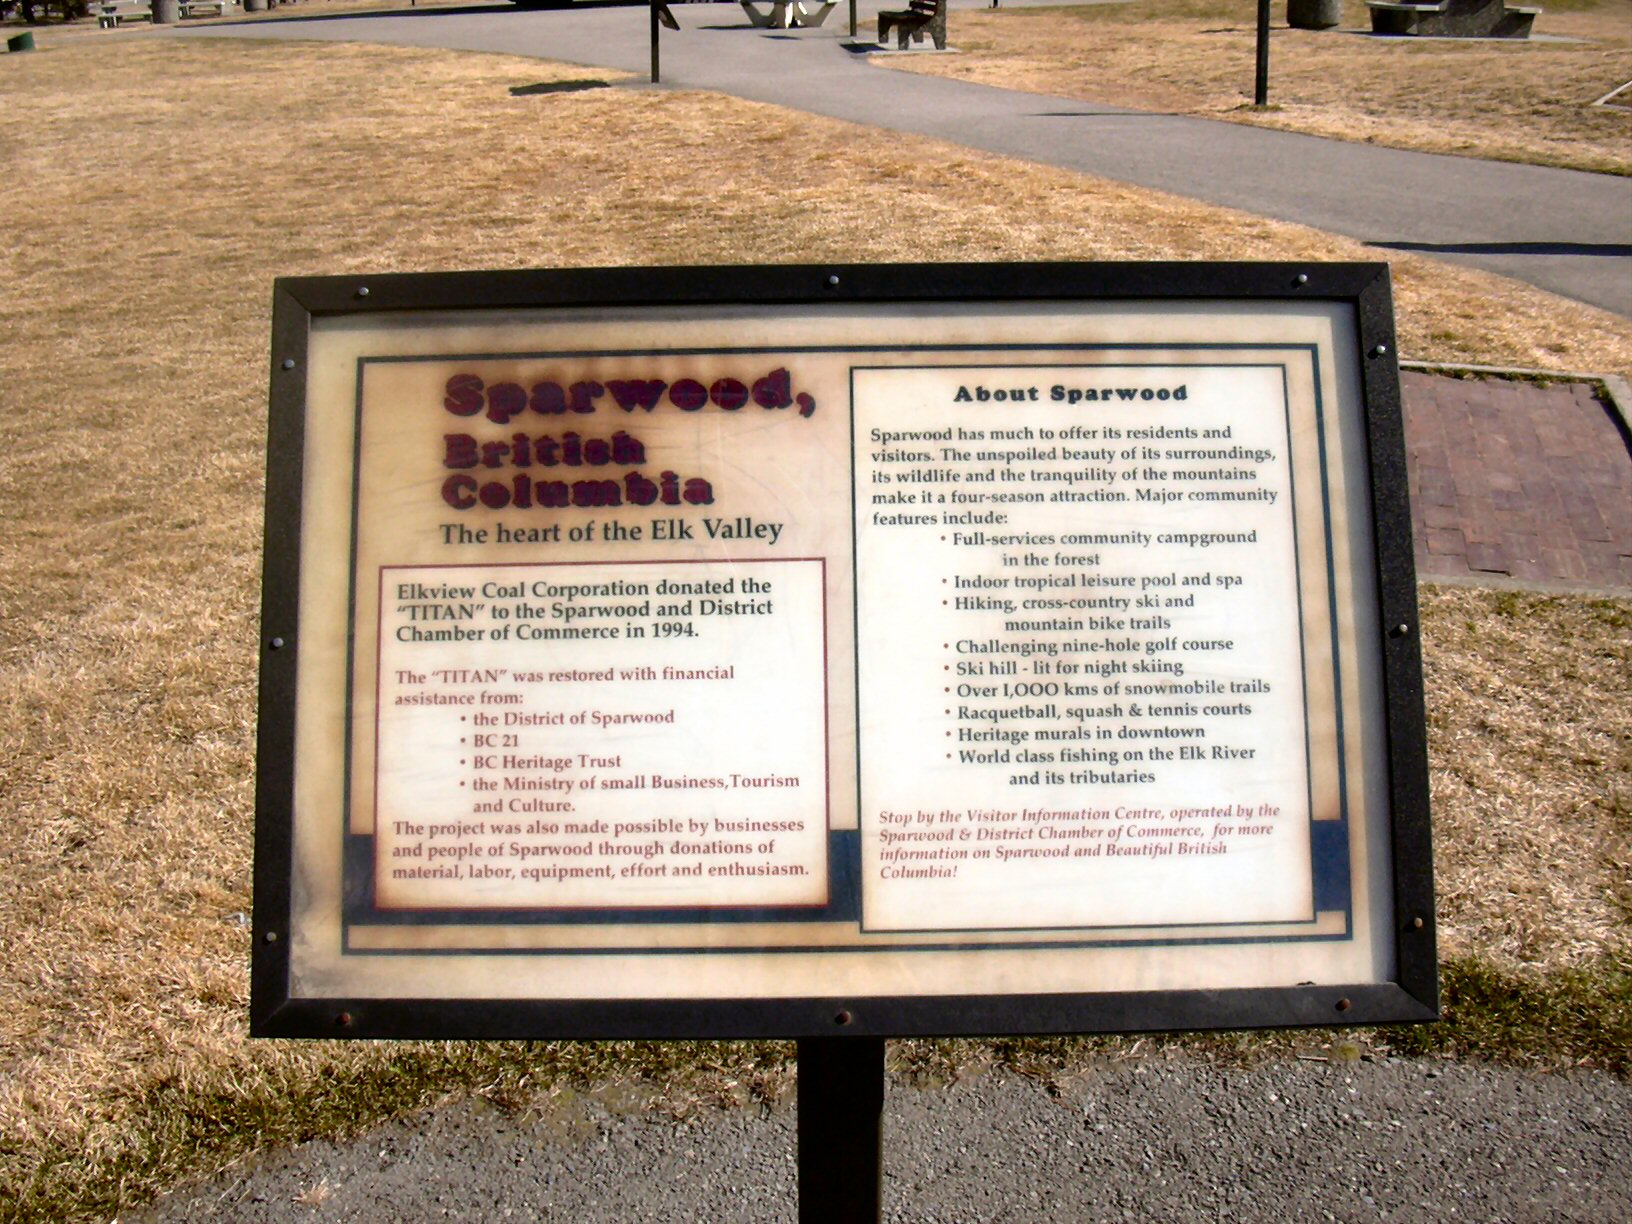 Sparwood,
British
Columbia
The heart of the Elk Valley
Elkview Coal Corporation donated the
“TITAN” to the Sparwood and District
Chamber of Commerce in 1994.
The “TITAN” was restored with financial
assistance from:
• the District of Sparwood
• BC 21
• BC Heritage Trust
• the Ministry of small Business,Tourism
and Culture.
The project was also made possible by businesses
and people of Sparwood through donations of
material, labor, equipment, effort and enthusiasm.
About Sparwood
Sparwood has much to offer its residents and
visitors. The unspoiled beauty of its surroundings,
its wildlife and the tranquility of the mountains
make it a four-season attraction. Major community
features include:
• Full-services community campground
in the forest
• Indoor tropical leisure pool and spa
• Hiking, cross-country ski and
mountain bike trails
• Challenging nine-hole golf course
• Ski hill - lit for night skiing
• Over 1,OOO kms of snowmobile trails
• Racquetball, squash & tennis courts
• Heritage murals in downtown
• World class fishing on the Elk River
and its tributaries
Stop by the Visitor Information Centre, operated by the
Sparwood & District Chamber of Commerce, for more
information on Sparwood and Beautiful British
Columbia!